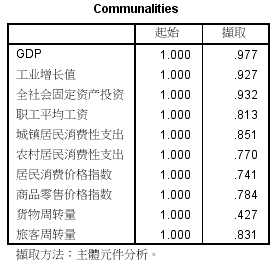 Communalities
起始 擷取
GDP 1.000 .977
工业增长值 1.000 .927
全社会固定资产投资 1.000 .932
职工平均工资 1.000 .813
城镇居民消费性支出 1.000 .851
农村居民消费性支出 1.000 .770
居民消费价格指数 1.000 .741
商品零售价格指数 1.000 .784
货物周转量 1.000 .427
旅客周转量 1.000 .831
擷取方法：主體元件分析。